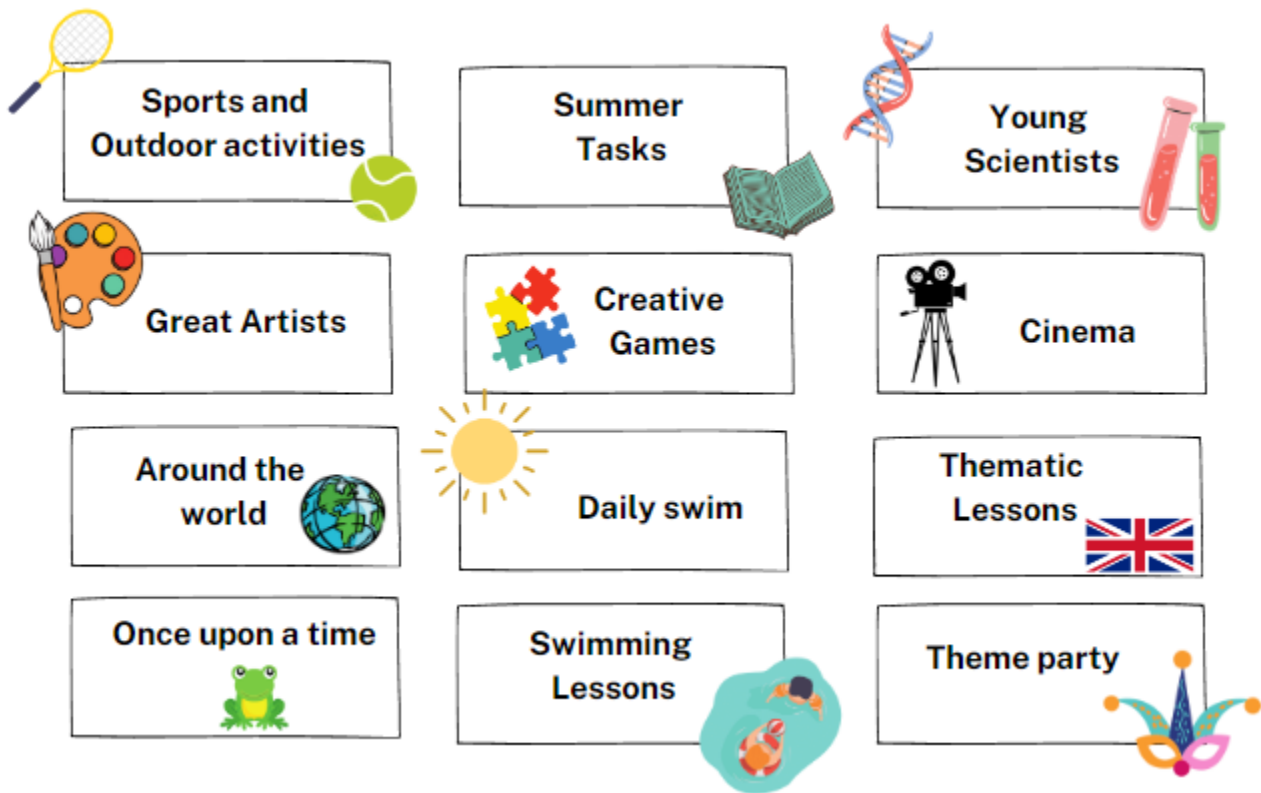 Sports and
Outdoor activities
Summer
Tasks
Young
Scientists
Great Artists
Creative
Games
Cinema
Around the
world
Daily swim
Thematic
Lessons
Once upon a time
Swimming
Lessons
Theme party